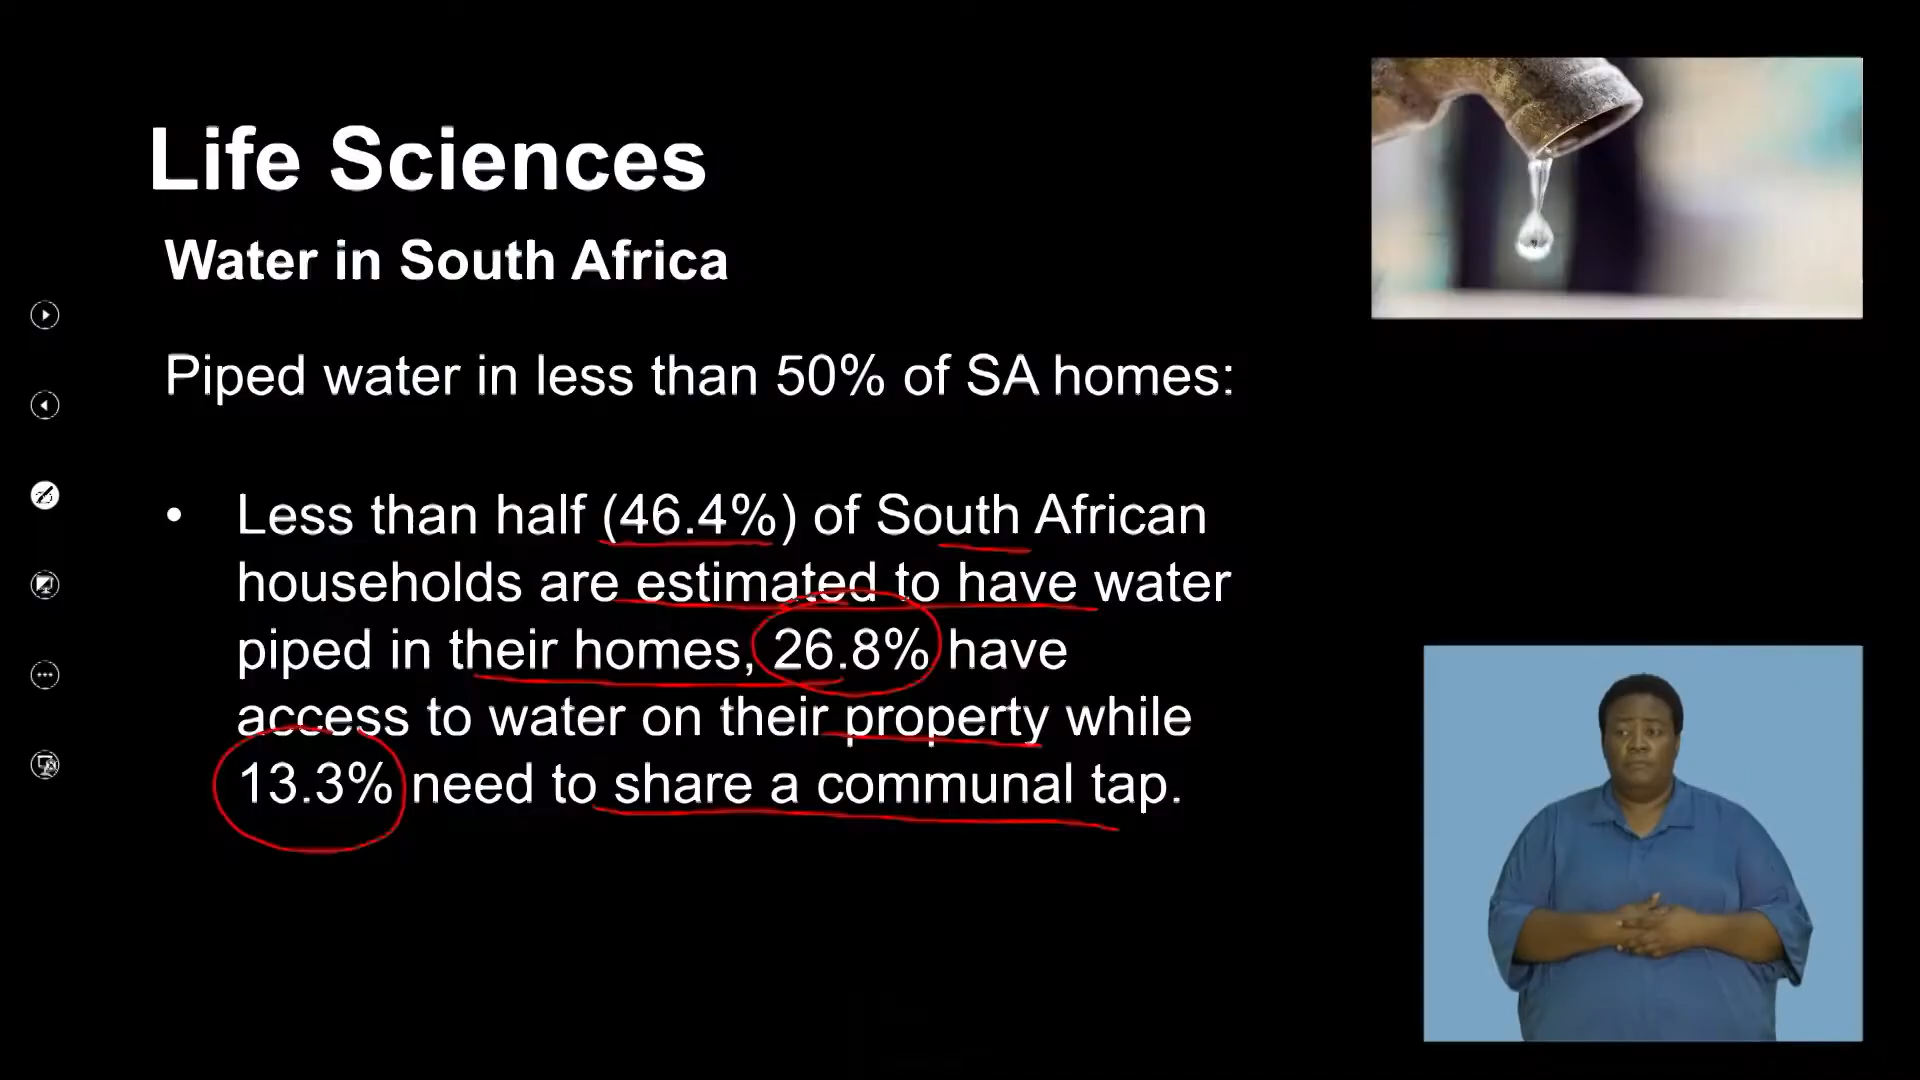 Life Sciences
Water in South Africa
Piped water in less than 50% of SA homes:
• Less than half (46.4%) of South African
households are estimated to have water
piped in their homes, 26.8% have
access to water on their property while
13.3% need to share a communal tap.